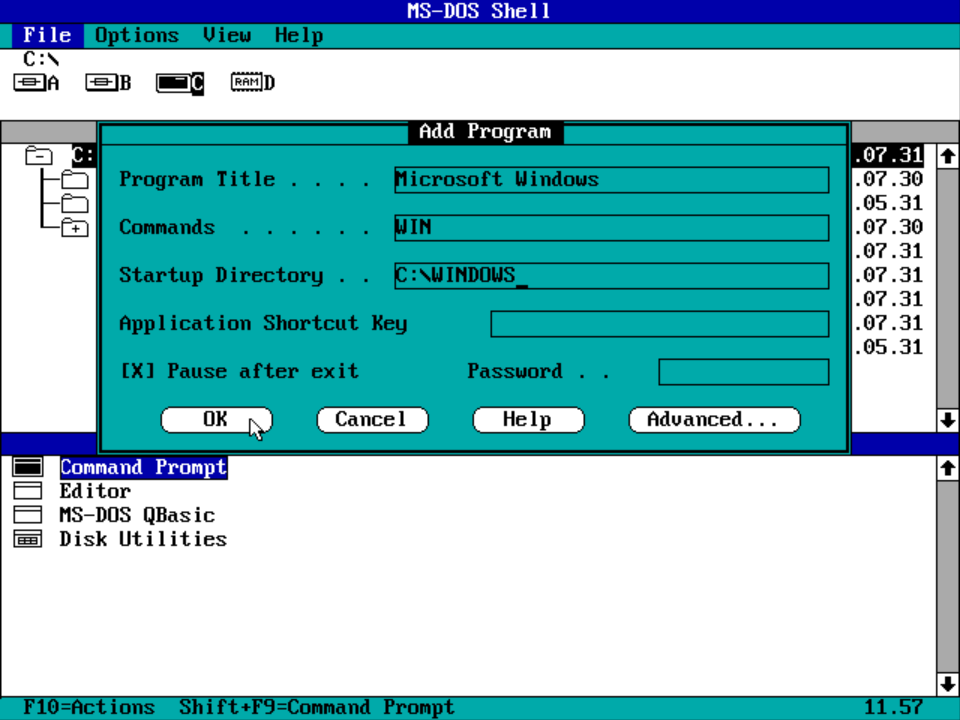 MS-DOS Shell
File Options View Help
C:\
A B C RAM D
Add Program
C: .07.31
Program Title . . . . Microsoft Windows .07.30
.05.31
Commands . . . . . . WIN .07.30
.07.31
Startup Directory . . C:\WINDOWS_ .07.31
.07.31
Application Shortcut Key .07.31
.05.31
[X] Pause after exit Password . .
OK Cancel Help Advanced...
Command Prompt
Editor
MS-DOS QBasic
Disk Utilities
F10=Actions Shift+F9=Command Prompt 11.57